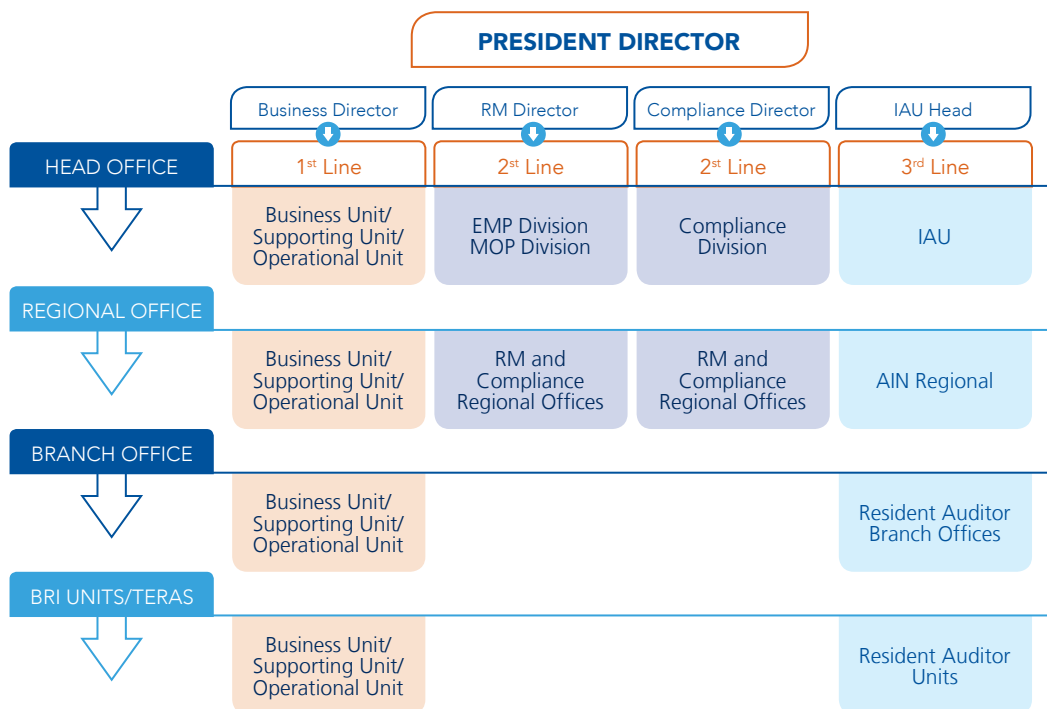 PRESIDENT DIRECTOR
Business Director
RM Director
Compliance Director
IAU Head
HEAD OFFICE
1st Line
2st Line
2st Line
3rd Line
Business Unit/
Supporting Unit/
Operational Unit
EMP Division
MOP Division
Compliance
Division
IAU
REGIONAL OFFICE
Business Unit/
Supporting Unit/
Operational Unit
RM and
Compliance
Regional Offices
RM and
Compliance
Regional Offices
AIN Regional
BRANCH OFFICE
Business Unit/
Supporting Unit/
Operational Unit
Resident Auditor
Branch Offices
BRI UNITS/TERAS
Business Unit/
Supporting Unit/
Operational Unit
Resident Auditor
Units